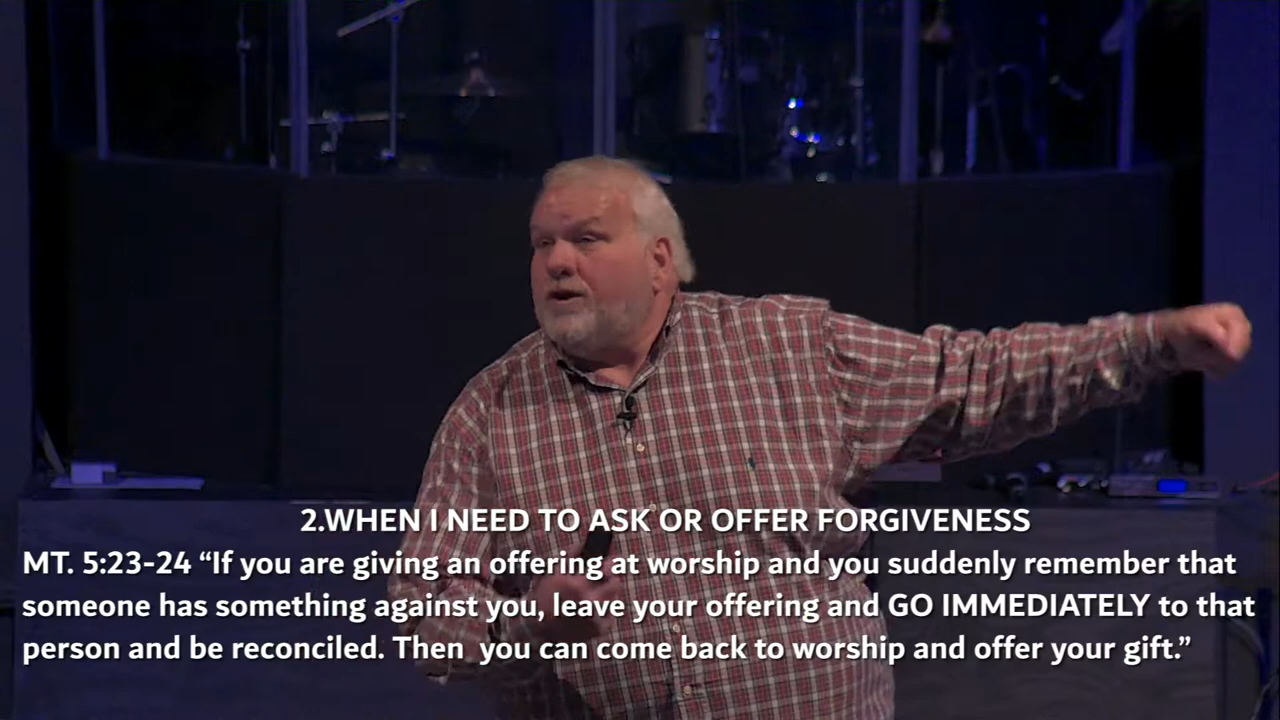 2.WHEN I NEED TO ASK OR OFFER FORGIVENESS
MT. 5:23-24 “If you are giving an offering at worship and you suddenly remember that
someone has something against you, leave your offering and GO IMMEDIATELY to that
person and be reconciled. Then  you can come back to worship and offer your gift.”